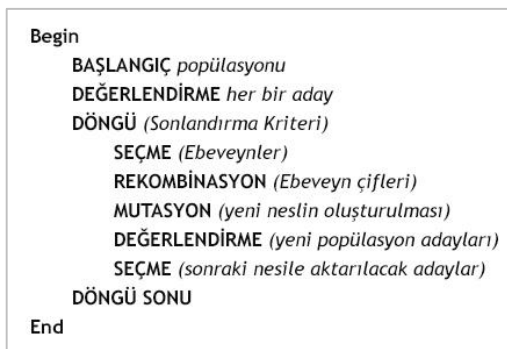 Begin
BAŞLANGIÇ popülasyonu
DEĞERLENDİRME her bir aday
DÖNGÜ (Sonlandırma Kriteri)
SEÇME (Ebeveynler)
REKOMBİNASYON (Ebeveyn çiftleri)
MUTASYON (yeni neslin oluşturulması)
DEĞERLENDİRME (yeni popülasyon adayları)
SEÇME (sonraki nesile aktarılacak adaylar)
DÖNGÜ SONU
End